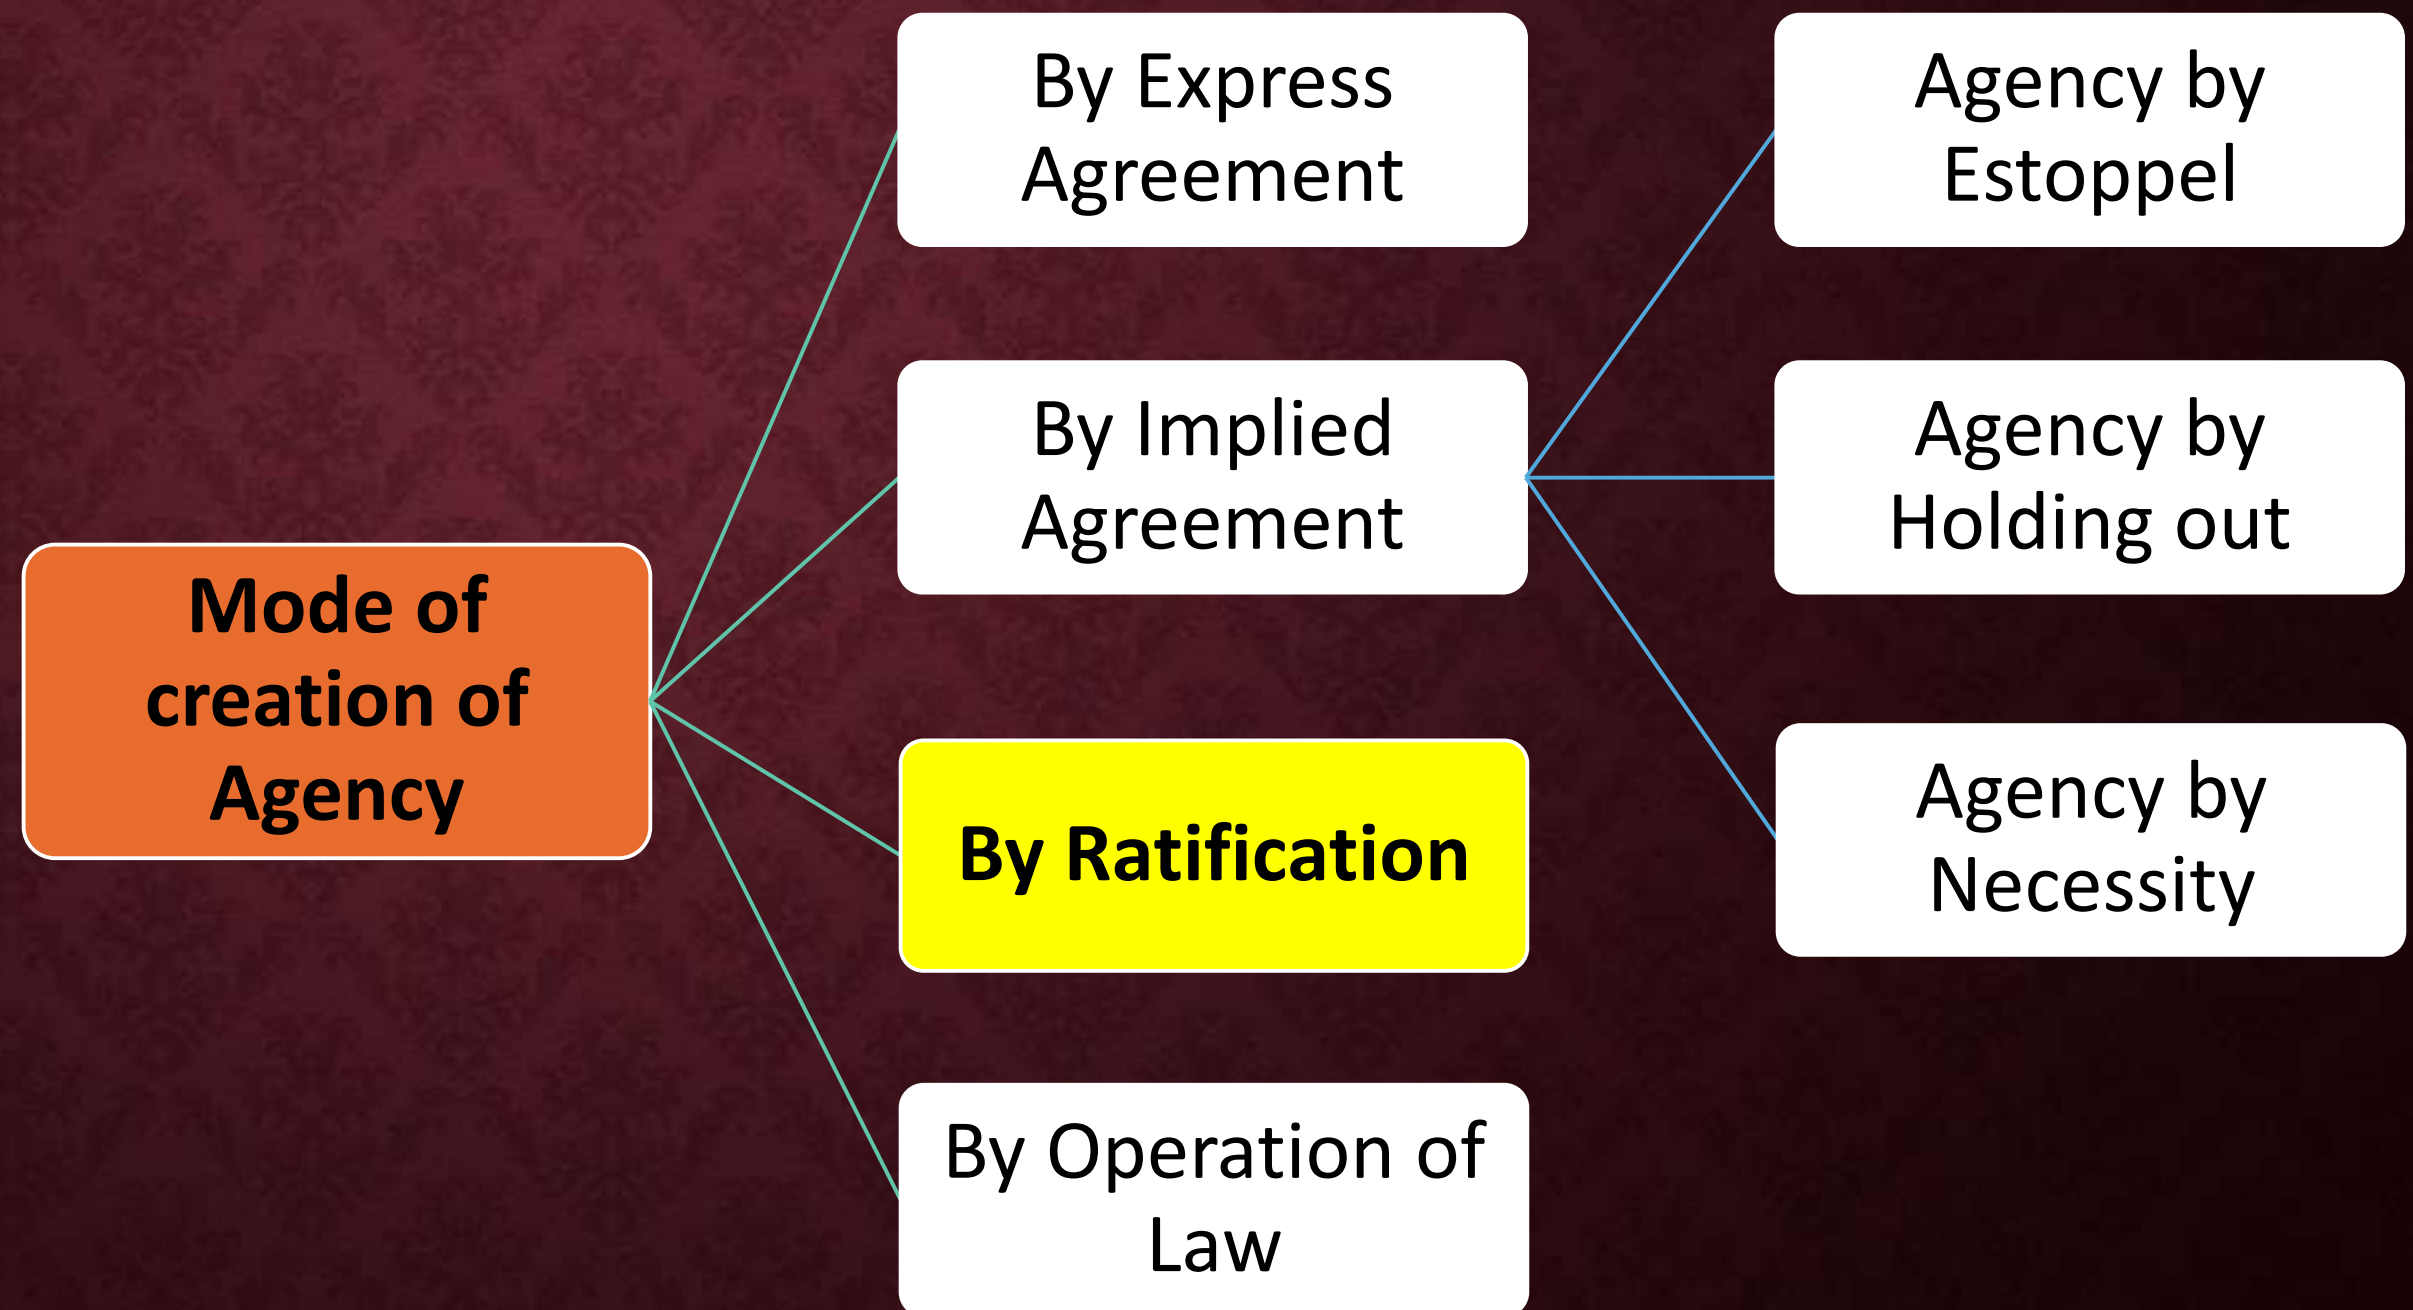 Mode of
creation of
Agency
By Express
Agreement
By Implied
Agreement
By Ratification
By Operation of
Law
Agency by
Estoppel
Agency by
Holding out
Agency by
Necessity